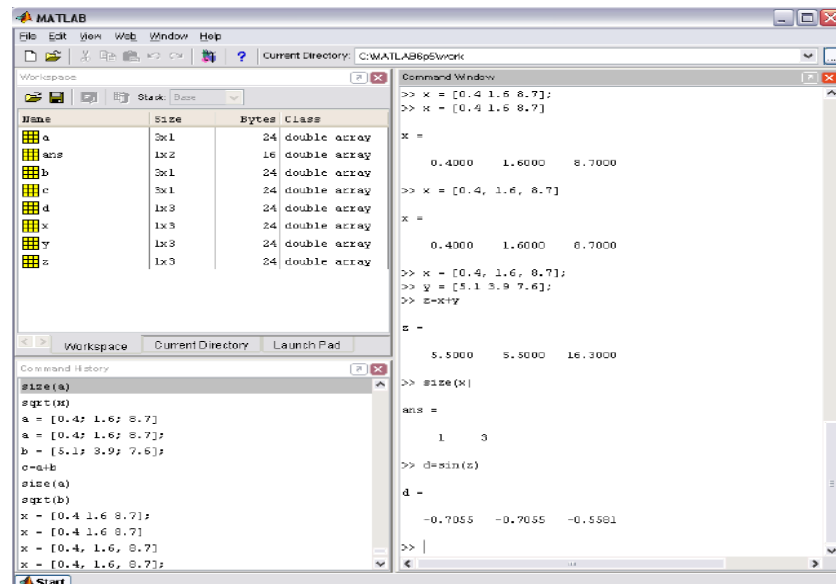 MATLAB
File Edit View Web Window Help
Current Directory: C:\MATLAB6p5\work
Workspace
Stack: Base
Name Size Bytes Class
a 3x1 24 double array
ans 1x2 16 double array
b 3x1 24 double array
c 3x1 24 double array
d 1x3 24 double array
x 1x3 24 double array
y 1x3 24 double array
z 1x3 24 double array
Workspace Current Directory Launch Pad
Command History
size(a)
sqrt(x)
a = [0.4; 1.6; 8.7]
a = [0.4; 1.6; 8.7];
b = [5.1; 3.9; 7.6];
c=a+b
size(a)
sqrt(b)
x = [0.4 1.6 8.7];
x = [0.4 1.6 8.7]
x = [0.4, 1.6, 8.7]
x = [0.4, 1.6, 8.7];
Start
Command Window
>> x = [0.4 1.6 8.7];
>> x = [0.4 1.6 8.7]
x =
0.4000 1.6000 8.7000
>> x = [0.4, 1.6, 8.7]
x =
0.4000 1.6000 8.7000
>> x = [0.4, 1.6, 8.7];
>> y = [5.1 3.9 7.6];
>> z=x+y
z =
5.5000 5.5000 16.3000
>> size(x)
ans =
1 3
>> d=sin(z)
d =
-0.7055 -0.7055 -0.5581
>>